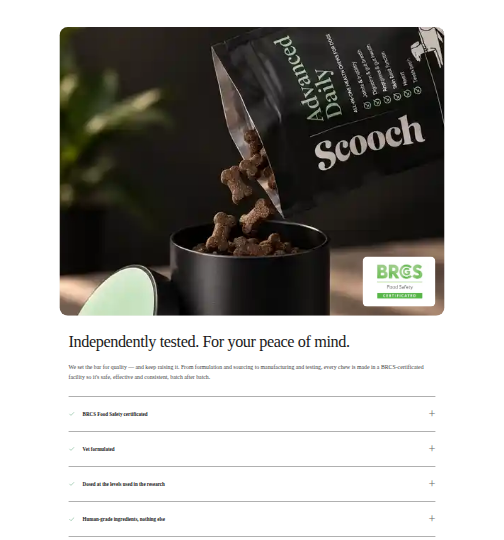 Advanced
Daily
Scooch
BRCS
Food Safety
CERTIFICATED
Independently tested. For your peace of mind.
We set the bar for quality — and keep raising it. From formulation and sourcing to manufacturing and testing, every chew is made in a BRCS-certificated
facility so it's safe, effective and consistent, batch after batch.
BRCS Food Safety certificated
Vet formulated
Dosed at the levels used in the research
Human-grade ingredients, nothing else